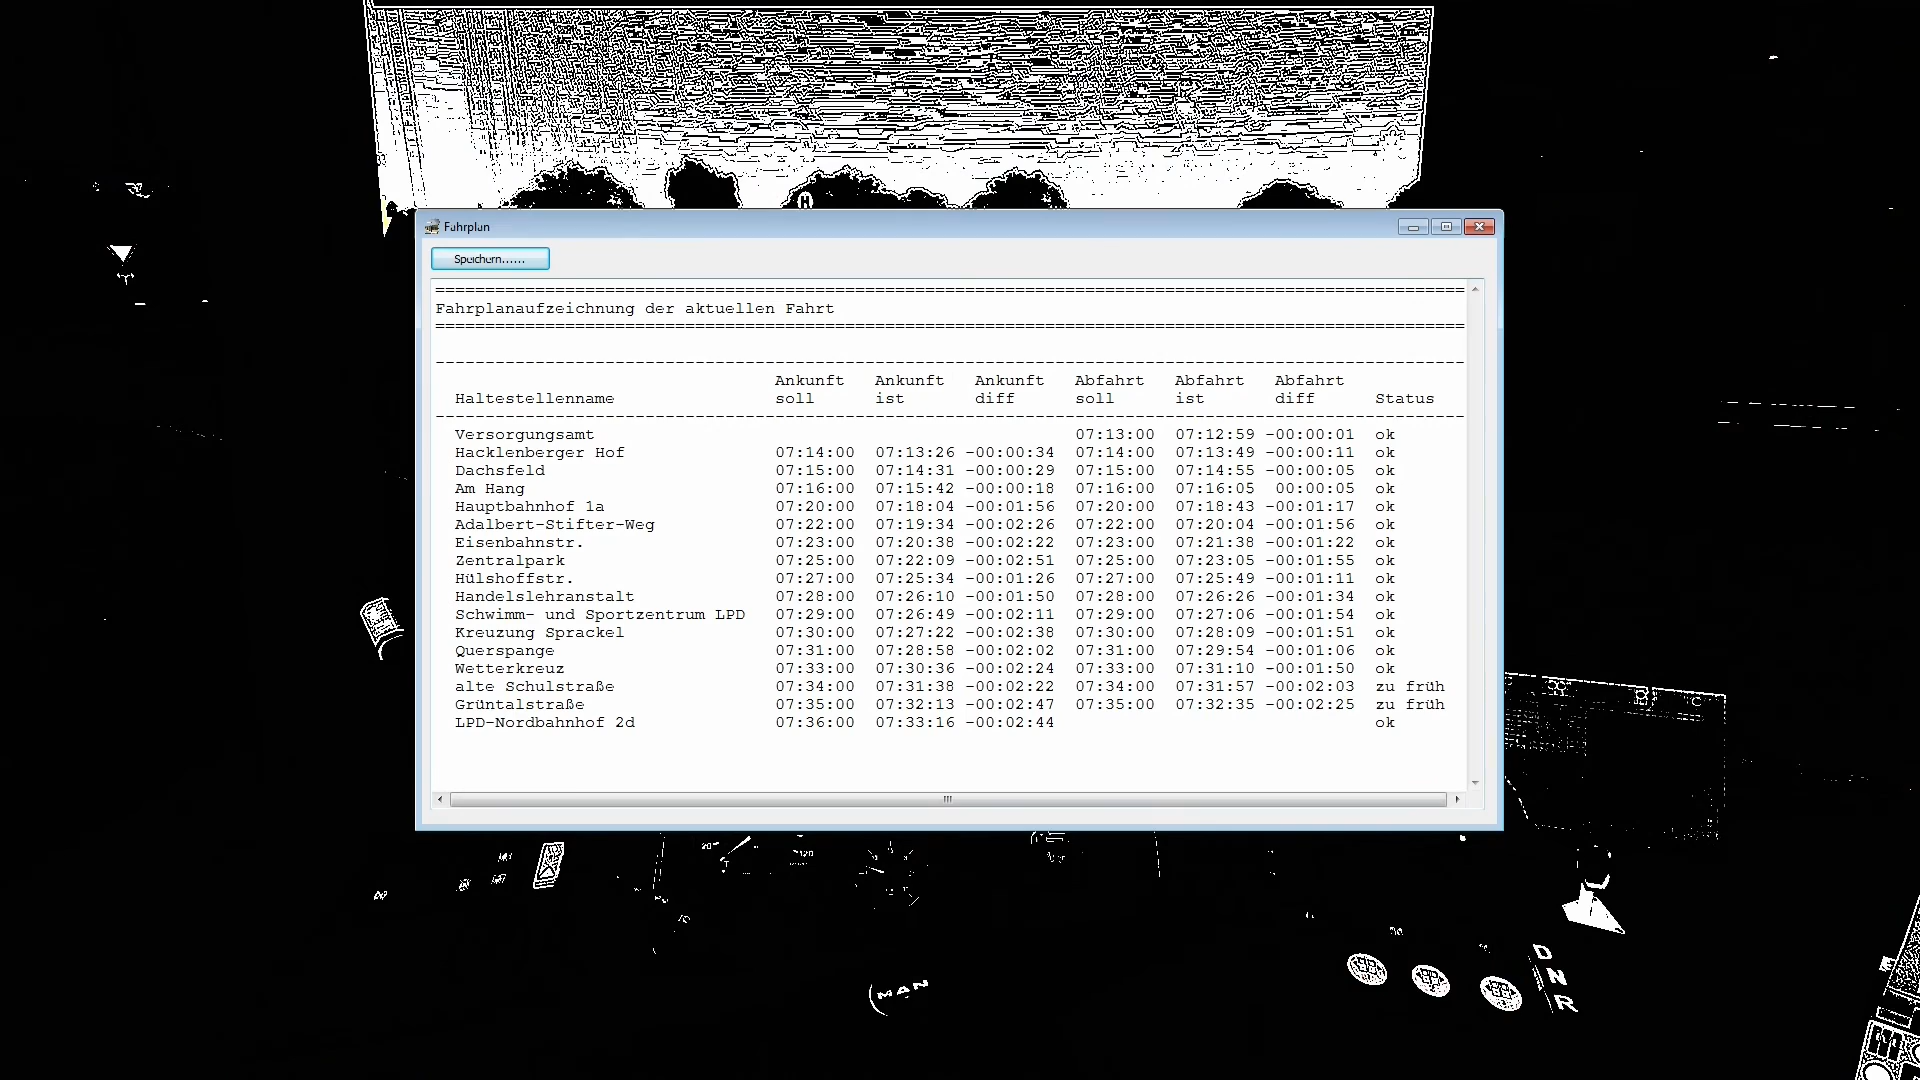 H
Fahrplan
Speichern......
Fahrplanaufzeichnung der aktuellen Fahrt
Ankunft Ankunft Ankunft Abfahrt Abfahrt Abfahrt
Haltestellenname soll ist diff soll ist diff Status
Versorgungsamt 07:13:00 07:12:59 -00:00:01 ok
Hacklenberger Hof 07:14:00 07:13:26 -00:00:34 07:14:00 07:13:49 -00:00:11 ok
Dachsfeld 07:15:00 07:14:31 -00:00:29 07:15:00 07:14:55 -00:00:05 ok
Am Hang 07:16:00 07:15:42 -00:00:18 07:16:00 07:16:05 00:00:05 ok
Hauptbahnhof 1a 07:20:00 07:18:04 -00:01:56 07:20:00 07:18:43 -00:01:17 ok
Adalbert-Stifter-Weg 07:22:00 07:19:34 -00:02:26 07:22:00 07:20:04 -00:01:56 ok
Eisenbahnstr. 07:23:00 07:20:38 -00:02:22 07:23:00 07:21:38 -00:01:22 ok
Zentralpark 07:25:00 07:22:09 -00:02:51 07:25:00 07:23:05 -00:01:55 ok
Hülshoffstr. 07:27:00 07:25:34 -00:01:26 07:27:00 07:25:49 -00:01:11 ok
Handelslehranstalt 07:28:00 07:26:10 -00:01:50 07:28:00 07:26:26 -00:01:34 ok
Schwimm- und Sportzentrum LPD 07:29:00 07:26:49 -00:02:11 07:29:00 07:27:06 -00:01:54 ok
Kreuzung Sprackel 07:30:00 07:27:22 -00:02:38 07:30:00 07:28:09 -00:01:51 ok
Querspange 07:31:00 07:28:58 -00:02:02 07:31:00 07:29:54 -00:01:06 ok
Wetterkreuz 07:33:00 07:30:36 -00:02:24 07:33:00 07:31:10 -00:01:50 ok
alte Schulstraße 07:34:00 07:31:38 -00:02:22 07:34:00 07:31:57 -00:02:03 zu früh
Grüntalstraße 07:35:00 07:32:13 -00:02:47 07:35:00 07:32:35 -00:02:25 zu früh
LPD-Nordbahnhof 2d 07:36:00 07:33:16 -00:02:44 ok
20
120
MAN
D
N
R